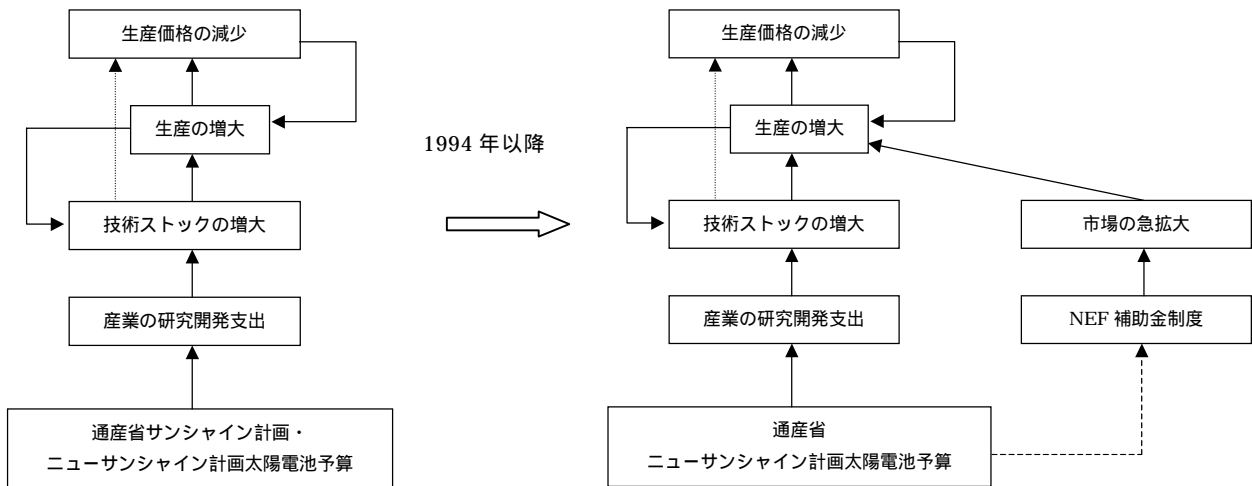 生産価格の減少
生産の増大
技術ストックの増大
産業の研究開発支出
通産省サンシャイン計画・
ニューサンシャイン計画太陽電池予算
1994 年以降
生産価格の減少
生産の増大
技術ストックの増大
産業の研究開発支出
通産省
ニューサンシャイン計画太陽電池予算
市場の急拡大
NEF 補助金制度